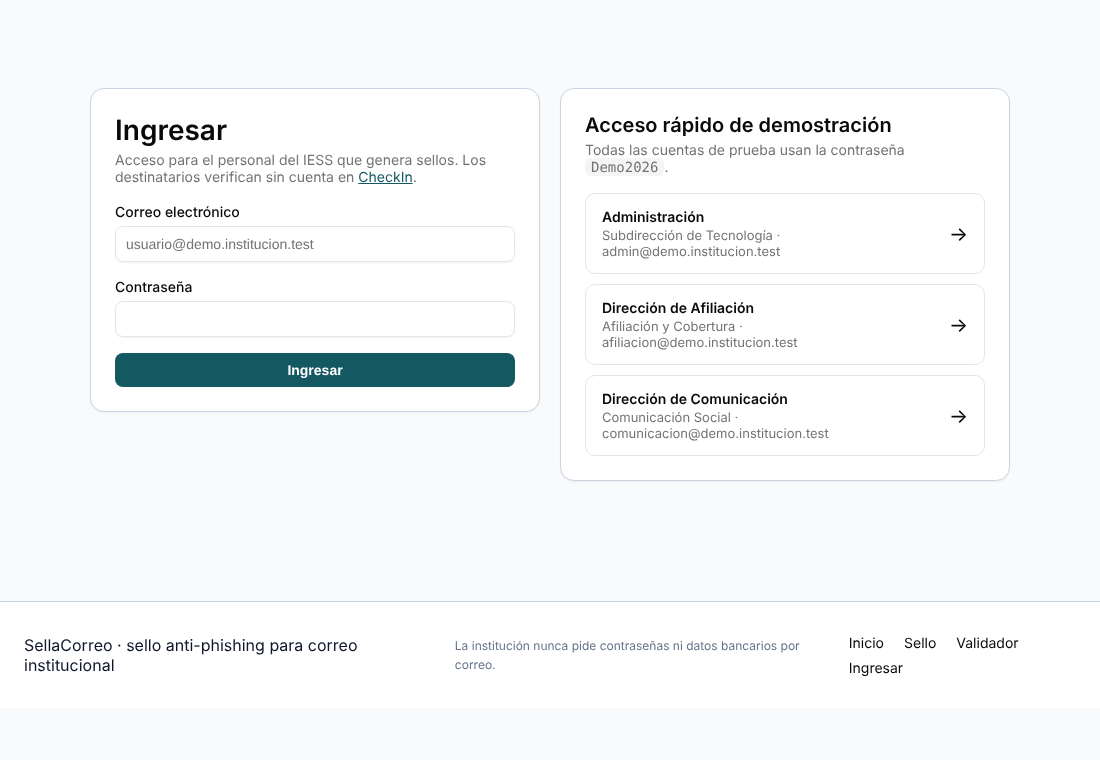 Ingresar
Acceso para el personal del IESS que genera sellos. Los
destinatarios verifican sin cuenta en CheckIn.
Correo electrónico
usuario@demo.institucion.test
Contraseña
Ingresar
Acceso rápido de demostración
Todas las cuentas de prueba usan la contraseña
Demo2026.
Administración
Subdirección de Tecnología ·
admin@demo.institucion.test
Dirección de Afiliación
Afiliación y Cobertura ·
afiliacion@demo.institucion.test
Dirección de Comunicación
Comunicación Social ·
comunicacion@demo.institucion.test
SellaCorreo · sello anti-phishing para correo
institucional
La institución nunca pide contraseñas ni datos bancarios por
correo.
Inicio Sello Validador
Ingresar